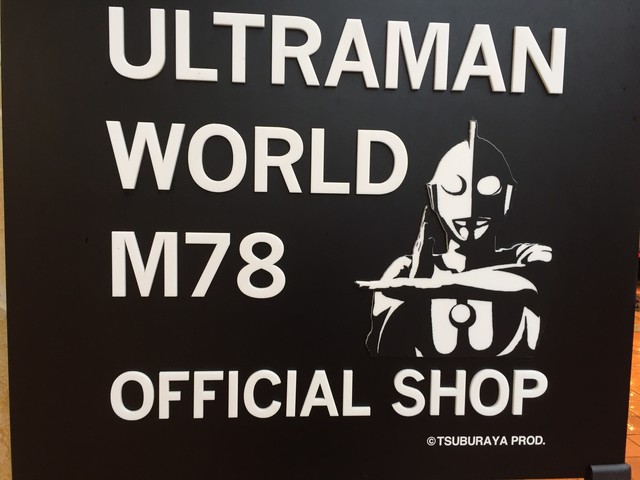 ULTRAMAN
WORLD
M78
OFFICIAL SHOP
©TSUBURAYA PROD.